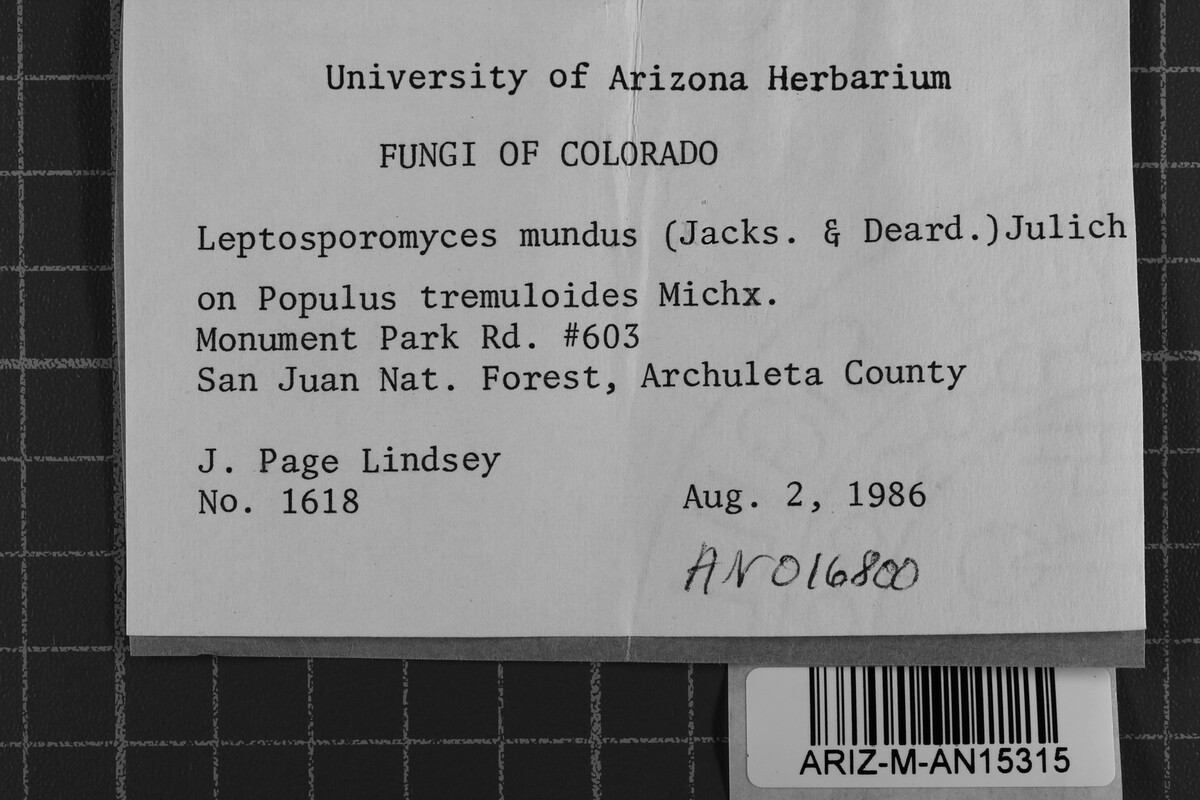 University of Arizona Herbarium
FUNGI OF COLORADO
Leptosporomyces mundus (Jacks. & Deard.)Julich
on Populus tremuloides Michx.
Monument Park Rd. #603
San Juan Nat. Forest, Archuleta County
J. Page Lindsey
No. 1618
Aug. 2, 1986
AN016800
ARIZ-M-AN15315